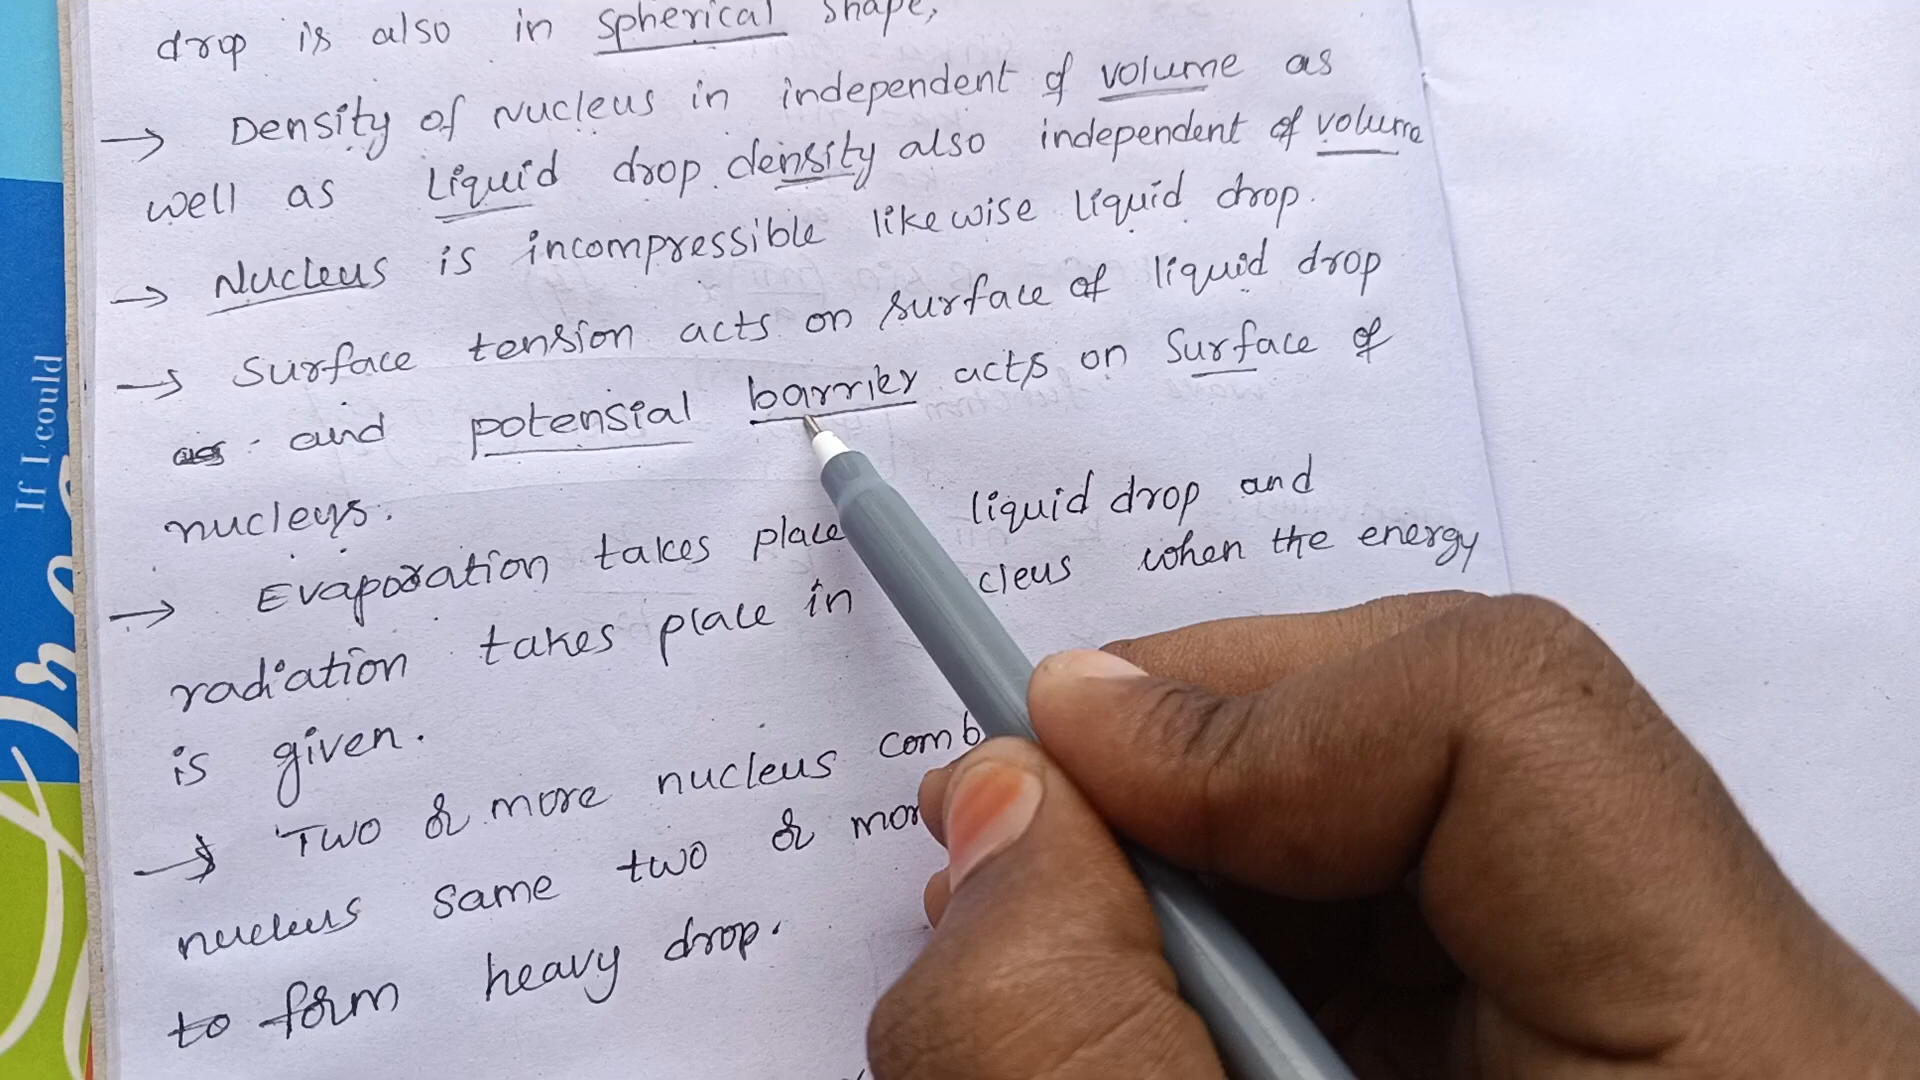 drop is also in spherical shape,
→ Density of nucleus in independent of volume as
well as liquid drop density also independent of volume
→ Nucleus is incompressible likewise liquid drop.
→ surface tension acts on surface of liquid drop
and potensial barrier acts on surface of
nucleus.
→ Evaporation takes place liquid drop and
radiation takes place in cleus when the energy
is given.
→ Two & more nucleus comb
nucleus same two & mor
to form heavy drop.
If I could